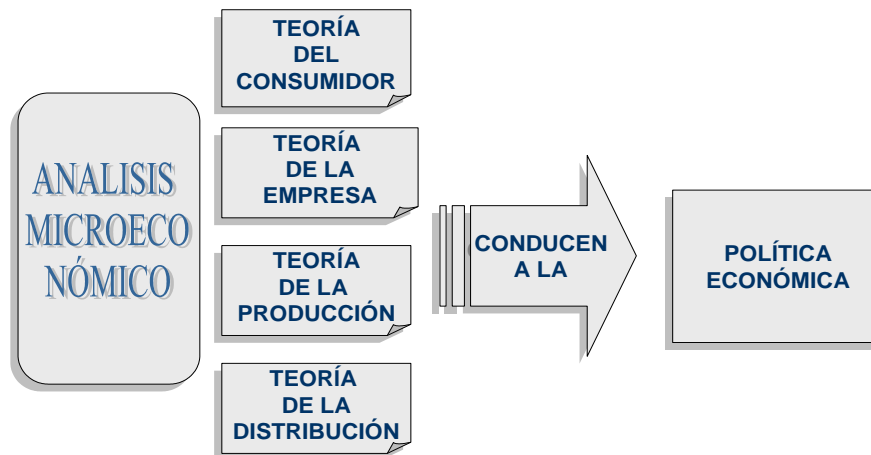 ANALISIS
MICROECO
NÓMICO
TEORÍA
DEL
CONSUMIDOR
TEORÍA
DE LA
EMPRESA
TEORÍA
DE LA
PRODUCCIÓN
TEORÍA
DE LA
DISTRIBUCIÓN
CONDUCEN
A LA
POLÍTICA
ECONÓMICA